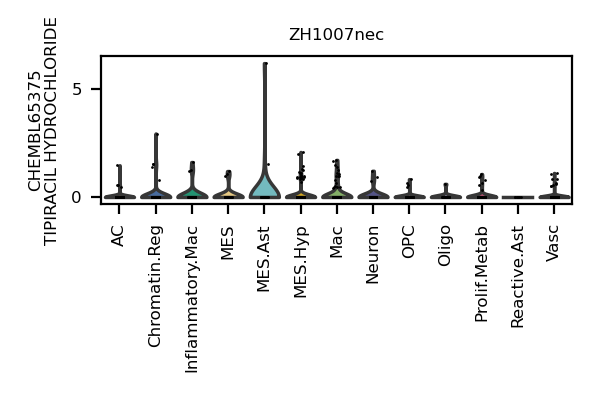 ZH1007nec
CHEMBL65375
TIPIRACIL HYDROCHLORIDE
5
0
AC
Chromatin.Reg
Inflammatory.Mac
MES
MES.Ast
MES.Hyp
Mac
Neuron
OPC
Oligo
Prolif.Metab
Reactive.Ast
Vasc